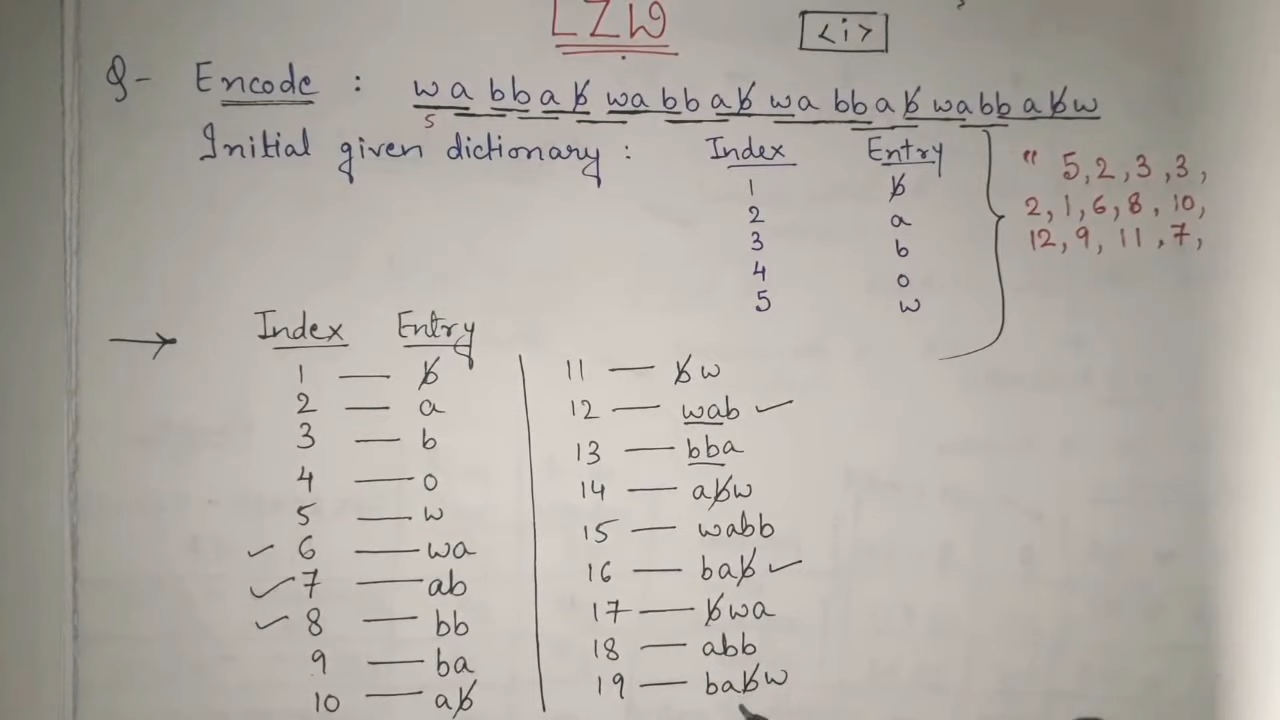 LZW <i>
Q- Encode : wabbaƀwabbaƀwabbaƀwabbaƀw
5
Initial given dictionary : Index Entry
1 ƀ
2 a
3 b
4 o
5 w
" 5,2,3,3,
2,1,6,8,10,
12,9,11,7,
→ Index Entry
1 — ƀ
2 — a
3 — b
4 — o
5 — w
✓ 6 — wa
✓ 7 — ab
✓ 8 — bb
9 — ba
10 — aƀ
11 — ƀw
12 — wab ✓
13 — bba
14 — aƀw
15 — wabb
16 — baƀ ✓
17 — ƀwa
18 — abb
19 — baƀw